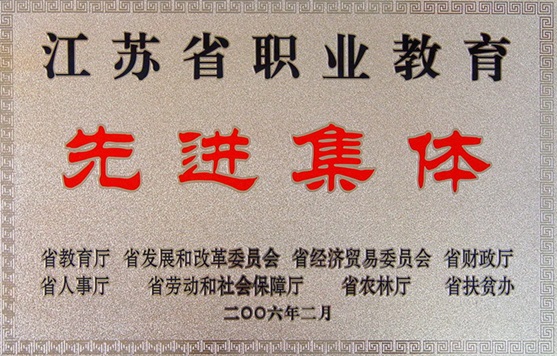 江苏省职业教育
先进集体
省教育厅 省发展和改革委员会 省经济贸易委员会 省财政厅
省人事厅 省劳动和社会保障厅 省农林厅 省扶贫办
二〇〇六年二月